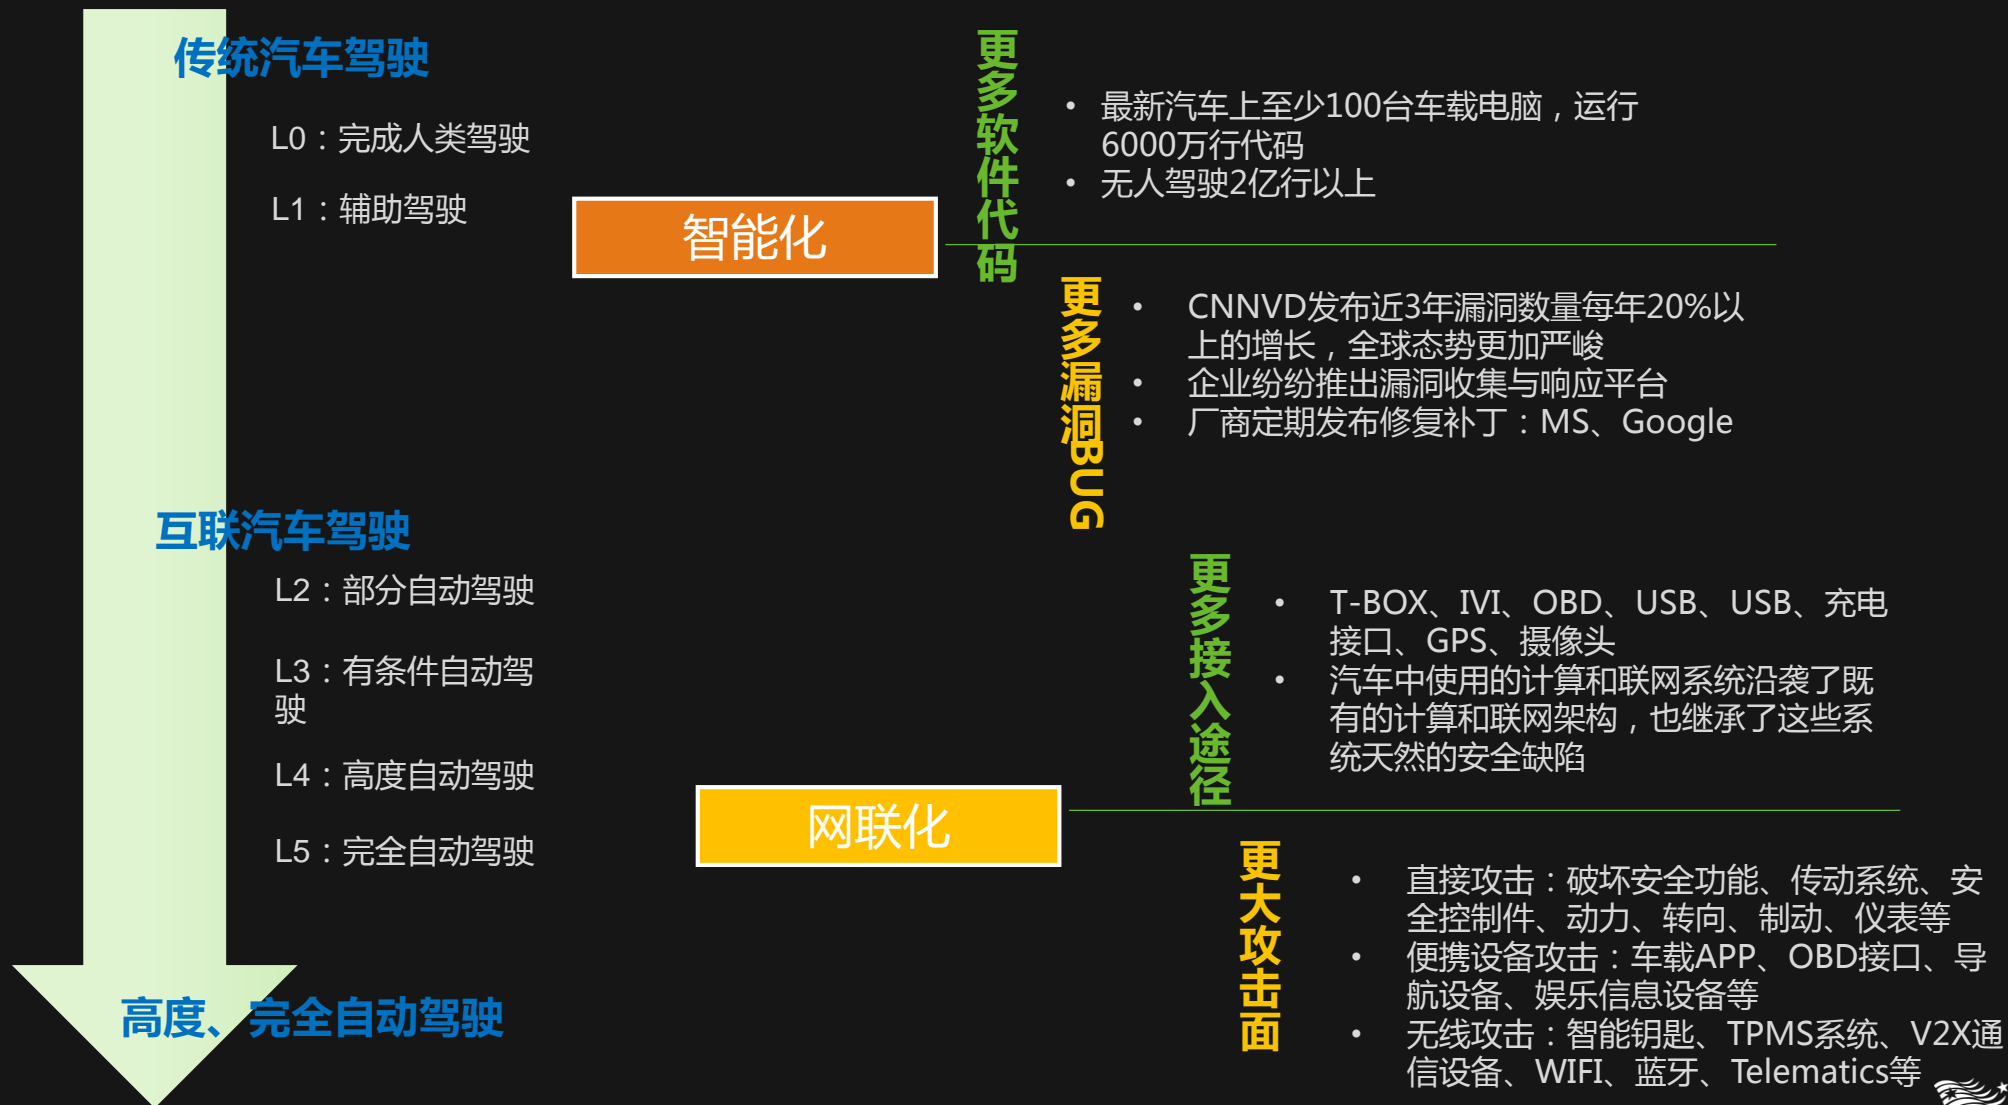 传统汽车驾驶
L0：完成人类驾驶
L1：辅助驾驶
互联汽车驾驶
L2：部分自动驾驶
L3：有条件自动驾
驶
L4：高度自动驾驶
L5：完全自动驾驶
高度、完全自动驾驶
智能化
更多软件代码
• 最新汽车上至少100台车载电脑，运行
6000万行代码
• 无人驾驶2亿行以上
更多漏洞BUG
• CNNVD发布近3年漏洞数量每年20%以
上的增长，全球态势更加严峻
• 企业纷纷推出漏洞收集与响应平台
• 厂商定期发布修复补丁：MS、Google
网联化
更多接入途径
• T-BOX、IVI、OBD、USB、USB、充电
接口、GPS、摄像头
• 汽车中使用的计算和联网系统沿袭了既
有的计算和联网架构，也继承了这些系
统天然的安全缺陷
更大攻击面
• 直接攻击：破坏安全功能、传动系统、安
全控制件、动力、转向、制动、仪表等
• 便携设备攻击：车载APP、OBD接口、导
航设备、娱乐信息设备等
• 无线攻击：智能钥匙、TPMS系统、V2X通
信设备、WIFI、蓝牙、Telematics等